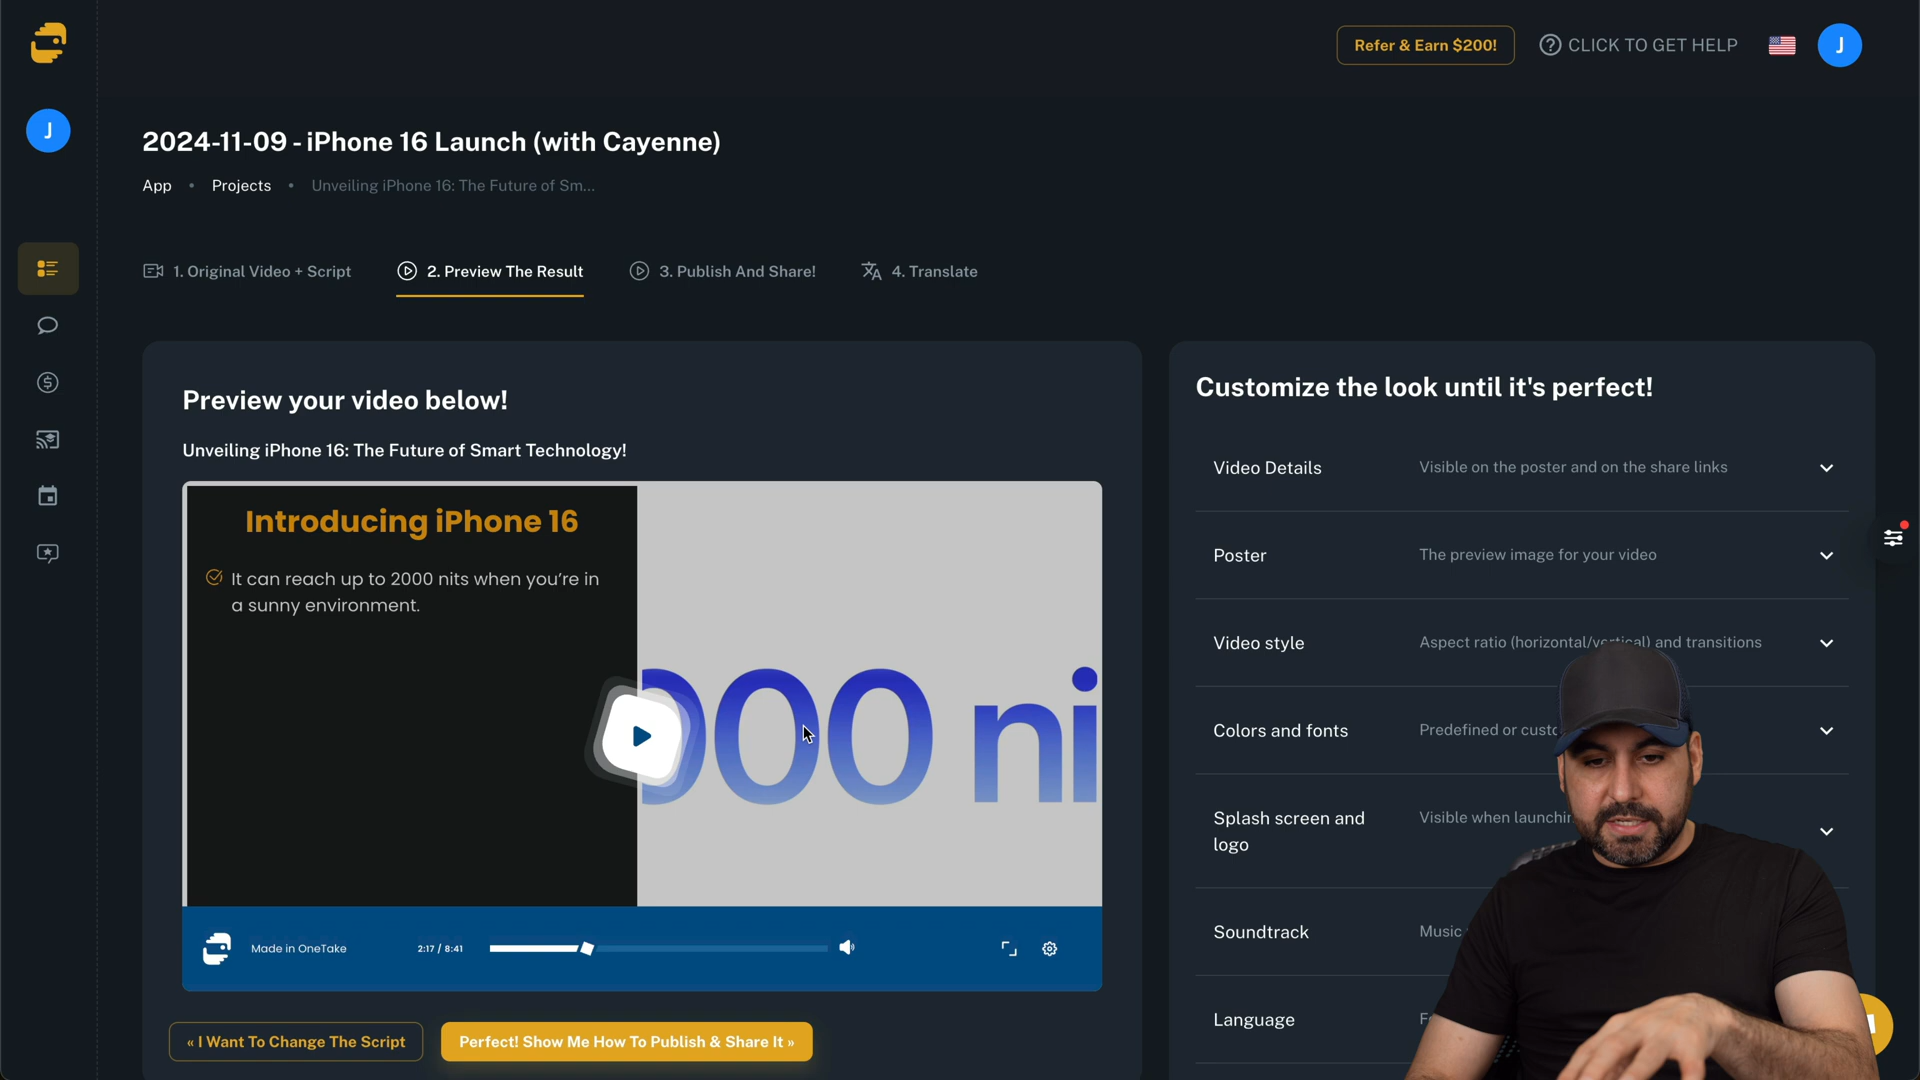 Refer & Earn $200!
CLICK TO GET HELP
J
J
2024-11-09 - iPhone 16 Launch (with Cayenne)
App • Projects • Unveiling iPhone 16: The Future of Sm...
1. Original Video + Script
2. Preview The Result
3. Publish And Share!
4. Translate
Preview your video below!
Unveiling iPhone 16: The Future of Smart Technology!
Introducing iPhone 16
It can reach up to 2000 nits when you're in
a sunny environment.
000 ni
Made in OneTake
2:17 / 8:41
« I Want To Change The Script
Perfect! Show Me How To Publish & Share It »
Customize the look until it's perfect!
Video Details
Visible on the poster and on the share links
Poster
The preview image for your video
Video style
Aspect ratio (horizontal/vertical) and transitions
Colors and fonts
Predefined or
Splash screen and
logo
Visible when
Soundtrack
Music
Language